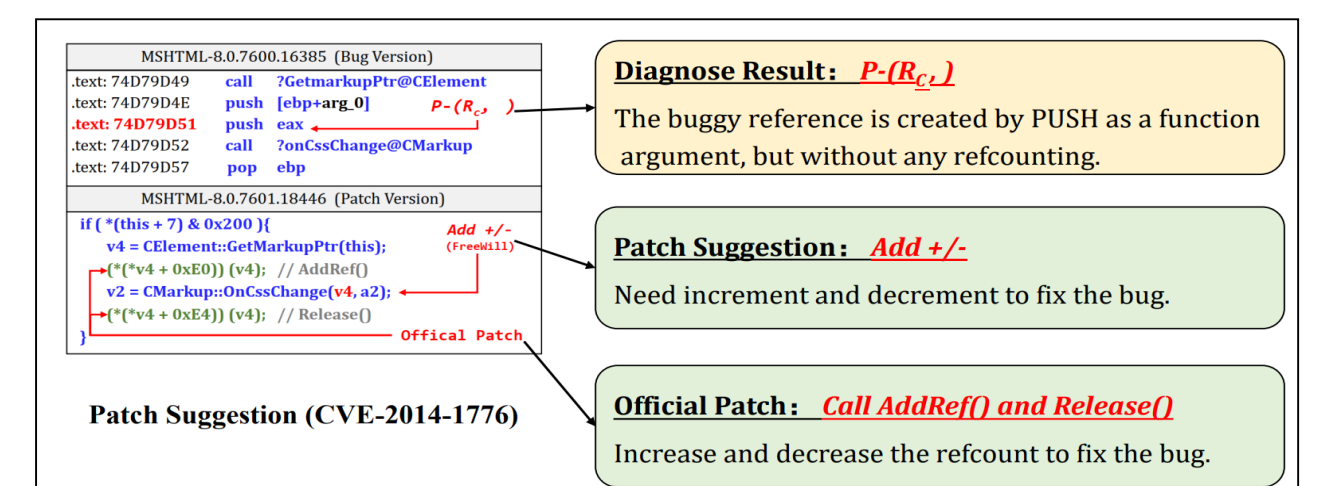 MSHTML-8.0.7600.16385 (Bug Version)
.text: 74D79D49 call ?GetmarkupPtr@CElement
.text: 74D79D4E push [ebp+arg_0] P-(Rc, )
.text: 74D79D51 push eax
.text: 74D79D52 call ?onCssChange@CMarkup
.text: 74D79D57 pop ebp
MSHTML-8.0.7601.18446 (Patch Version)
if ( *(this + 7) & 0x200 ){
Add +/-
v4 = CElement::GetMarkupPtr(this);
(FreeWill)
(*(*v4 + 0xE0)) (v4); // AddRef()
v2 = CMarkup::OnCssChange(v4, a2);
(*(*v4 + 0xE4)) (v4); // Release()
}
Offical Patch
Patch Suggestion (CVE-2014-1776)
Diagnose Result: P-(Rc, )
The buggy reference is created by PUSH as a function
argument, but without any refcounting.
Patch Suggestion: Add +/-
Need increment and decrement to fix the bug.
Official Patch: Call AddRef() and Release()
Increase and decrease the refcount to fix the bug.